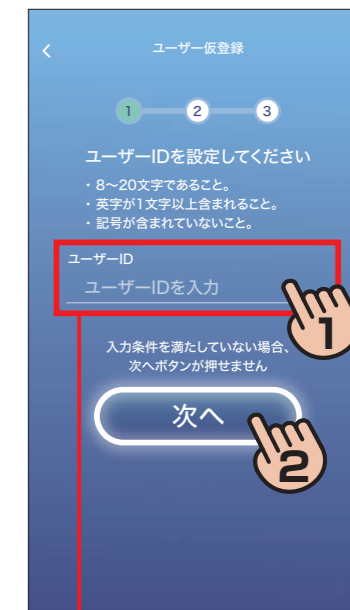 ユーザー仮登録
1 2 3
ユーザーIDを設定してください
・8〜20文字であること。
・英字が1文字以上含まれること。
・記号が含まれていないこと。
ユーザーID
ユーザーIDを入力
1
入力条件を満たしていない場合、
次へボタンが押せません
次へ
2